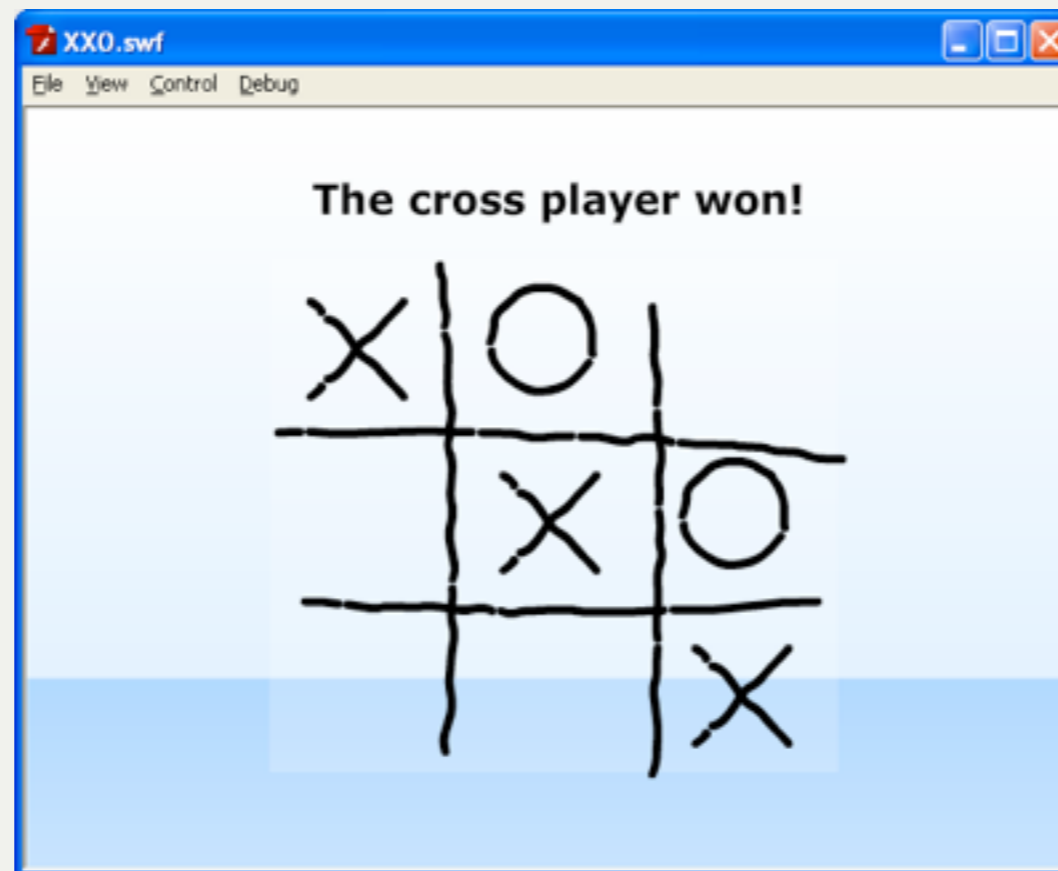 XXO.swf
File View Control Debug
The cross player won!
X O
X O
X